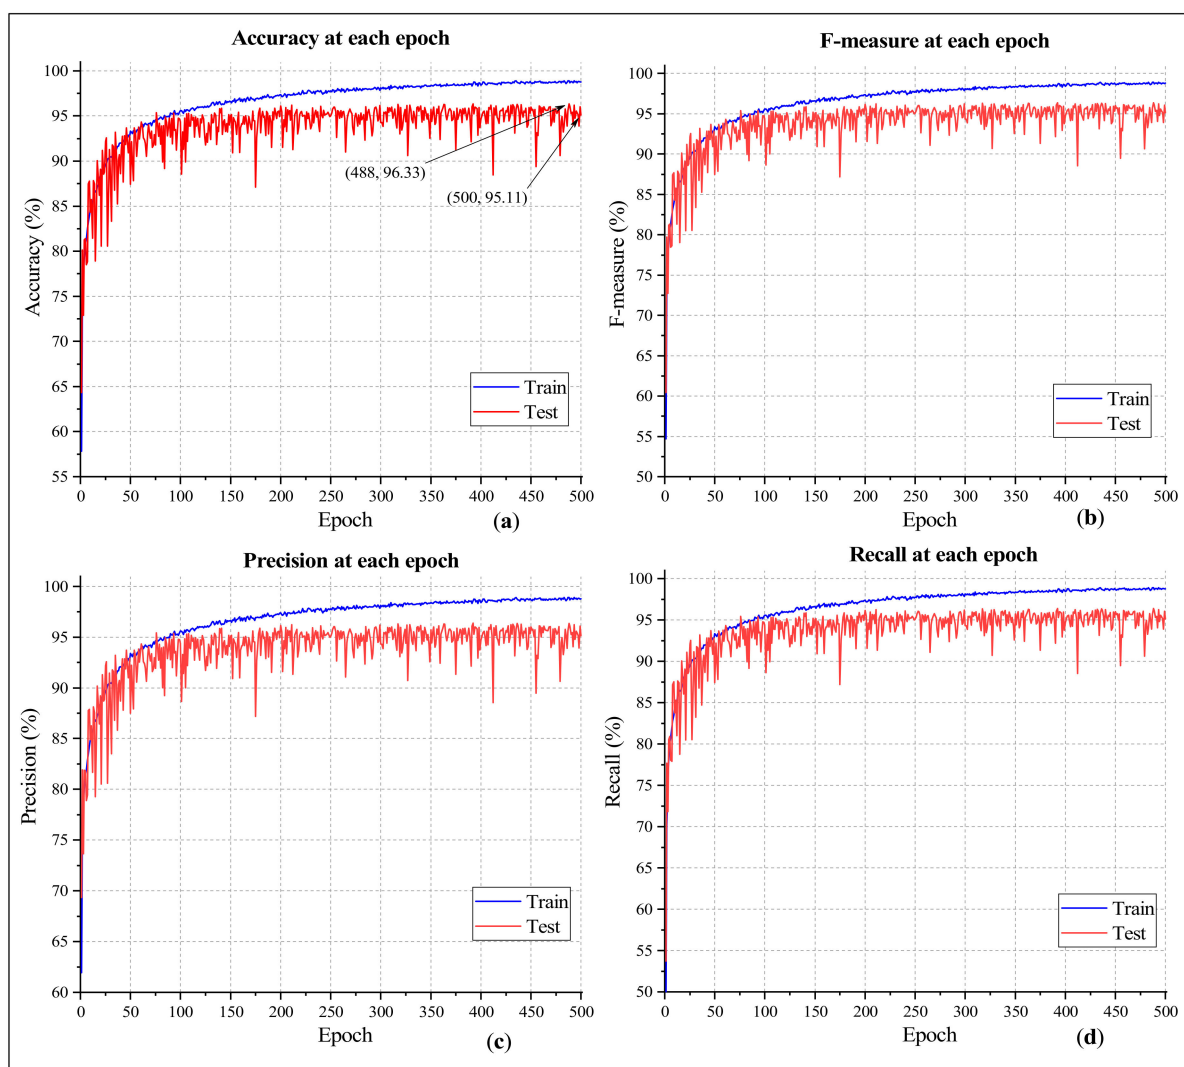 Accuracy at each epoch
100
95
90
85
80
75
70
65
60
55
Accuracy (%)
(488, 96.33)
(500, 95.11)
Train
Test
0 50 100 150 200 250 300 350 400 450 500
Epoch
(a)
F-measure at each epoch
100
95
90
85
80
75
70
65
60
55
50
F-measure (%)
Train
Test
0 50 100 150 200 250 300 350 400 450 500
Epoch
(b)
Precision at each epoch
100
95
90
85
80
75
70
65
60
Precision (%)
Train
Test
0 50 100 150 200 250 300 350 400 450 500
Epoch
(c)
Recall at each epoch
100
95
90
85
80
75
70
65
60
55
50
Recall (%)
Train
Test
0 50 100 150 200 250 300 350 400 450 500
Epoch
(d)